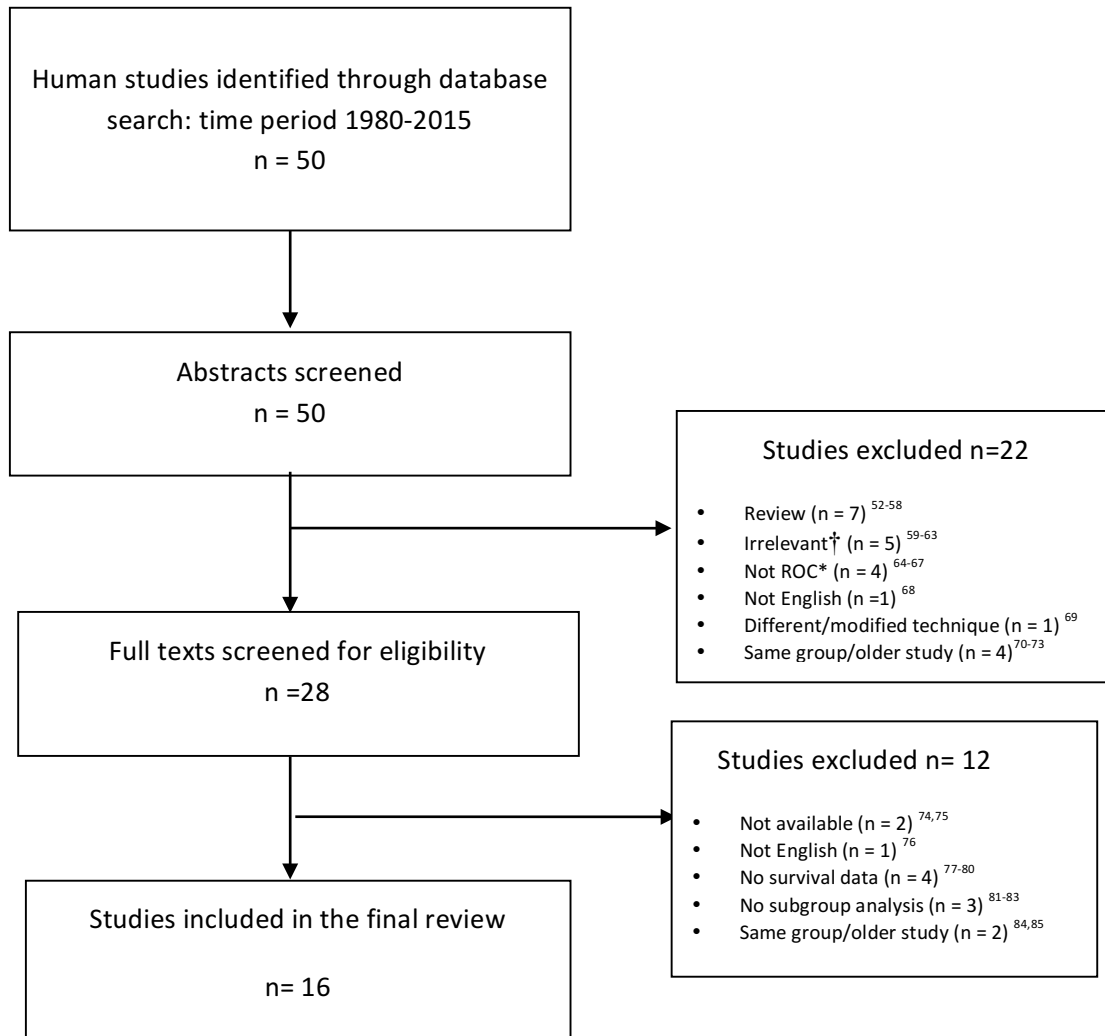 Human studies identified through database
search: time period 1980-2015
n = 50
Abstracts screened
n = 50
Studies excluded n=22
• Review (n = 7) 52-58
• Irrelevant† (n = 5) 59-63
• Not ROC* (n = 4) 64-67
• Not English (n =1) 68
• Different/modified technique (n = 1) 69
• Same group/older study (n = 4) 70-73
Full texts screened for eligibility
n =28
Studies excluded n= 12
• Not available (n = 2) 74,75
• Not English (n = 1) 76
• No survival data (n = 4) 77-80
• No subgroup analysis (n = 3) 81-83
• Same group/older study (n = 2) 84,85
Studies included in the final review
n= 16